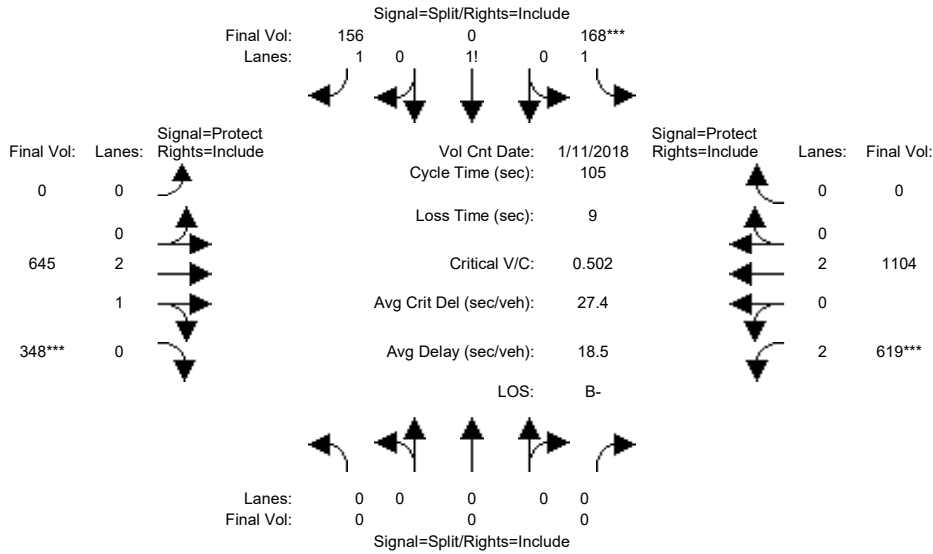 Signal=Split/Rights=Include
Final Vol: 156 0 168***
Lanes: 1 0 1! 0 1
Signal=Protect Signal=Protect
Final Vol: Lanes: Rights=Include Vol Cnt Date: 1/11/2018 Rights=Include Lanes: Final Vol:
Cycle Time (sec): 105
0 0 0 0
Loss Time (sec): 9
0 0
645 2 Critical V/C: 0.502 2 1104
1 Avg Crit Del (sec/veh): 27.4 0
348*** 0 Avg Delay (sec/veh): 18.5 2 619***
LOS: B-
Lanes: 0 0 0 0 0
Final Vol: 0 0 0
Signal=Split/Rights=Include